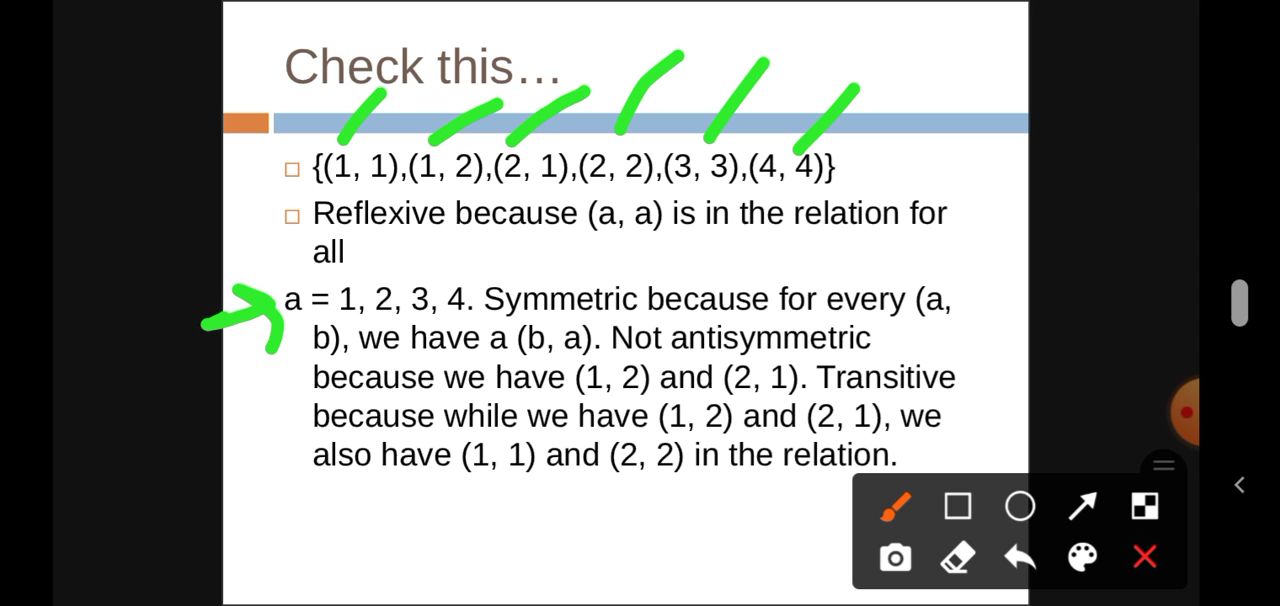 Check this…
{(1, 1),(1, 2),(2, 1),(2, 2),(3, 3),(4, 4)}
Reflexive because (a, a) is in the relation for
all
a = 1, 2, 3, 4. Symmetric because for every (a,
b), we have a (b, a). Not antisymmetric
because we have (1, 2) and (2, 1). Transitive
because while we have (1, 2) and (2, 1), we
also have (1, 1) and (2, 2) in the relation.